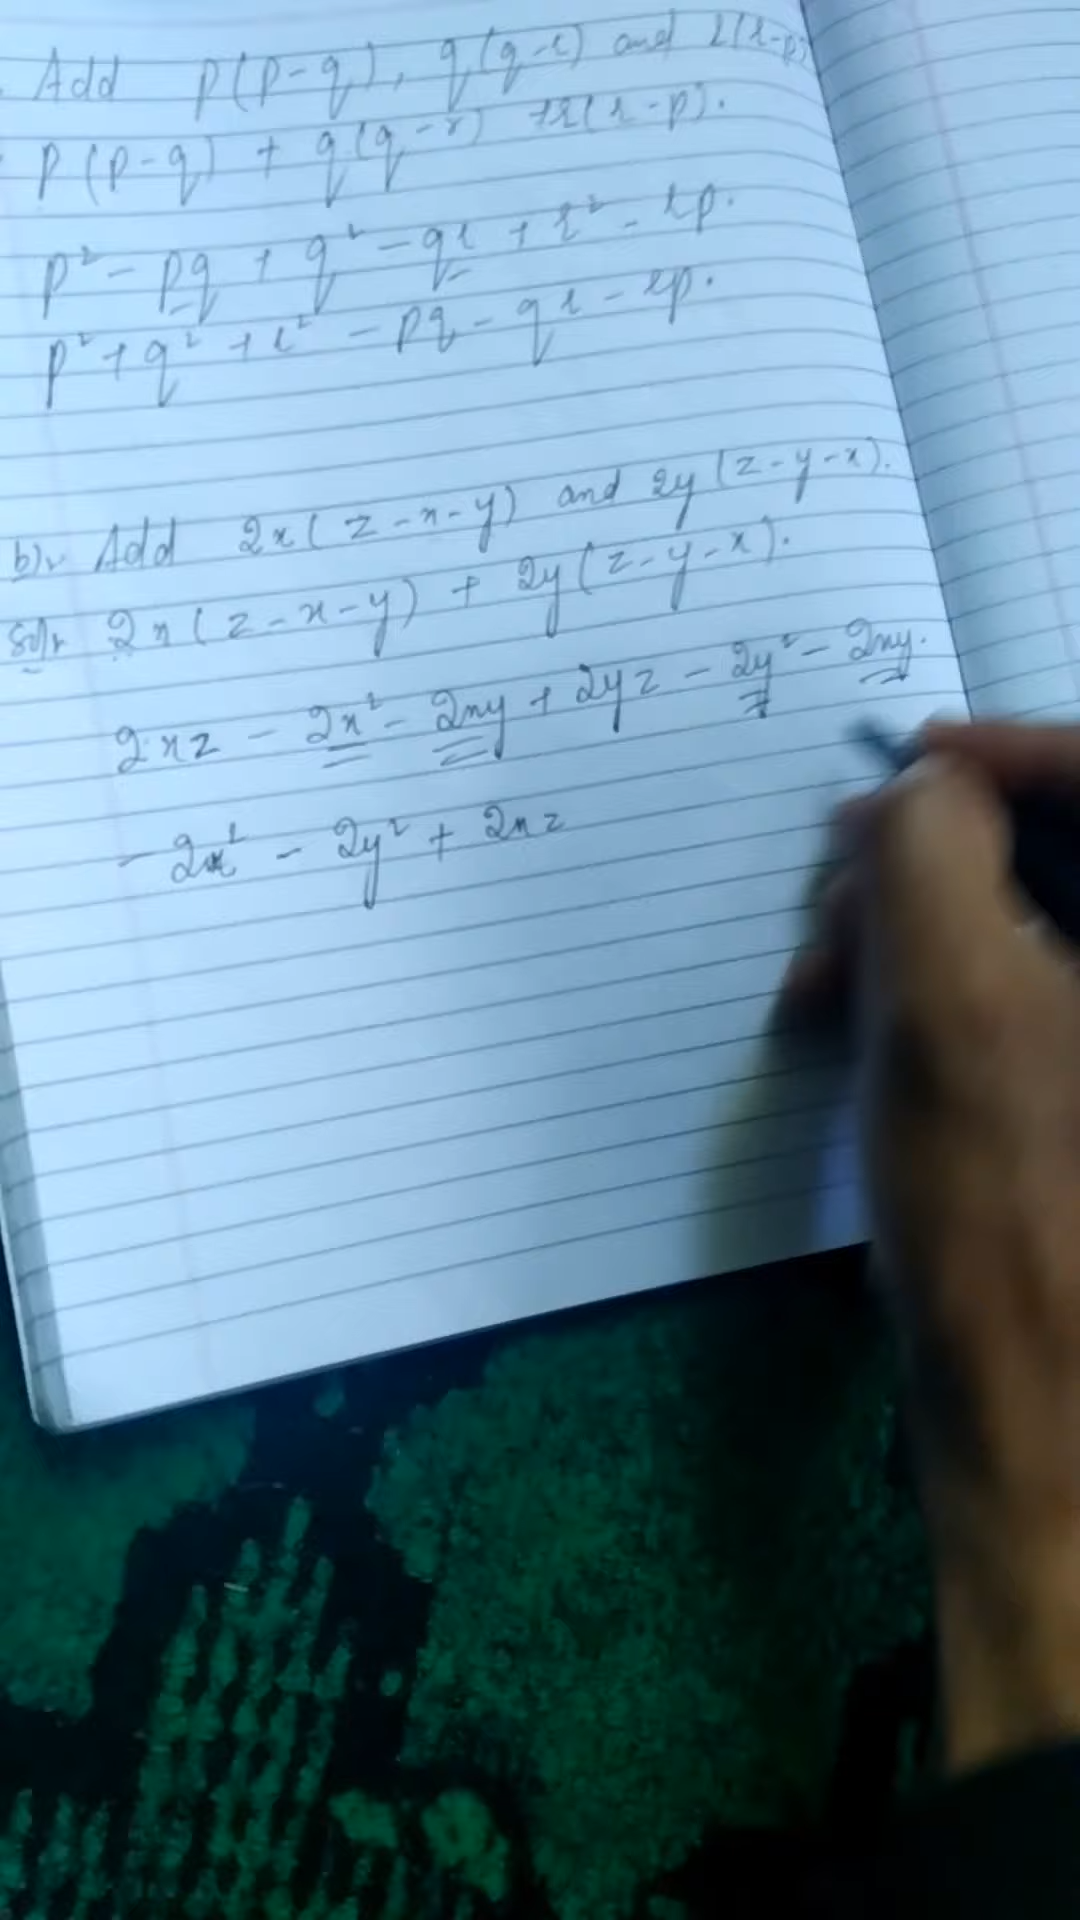 Add p(p-q), q(q-r) and r(r-p)
p(p-q) + q(q-r) +r(r-p).
p² - pq + q² - qr + r² - rp.
p² + q² + r² - pq - qr - rp.
b) Add 2x(z-x-y) and 2y(z-y-x).
Solr 2x(z-x-y) + 2y(z-y-x).
2xz - 2x² - 2xy + 2yz - 2y² - 2xy.
- 2x² - 2y² + 2xz